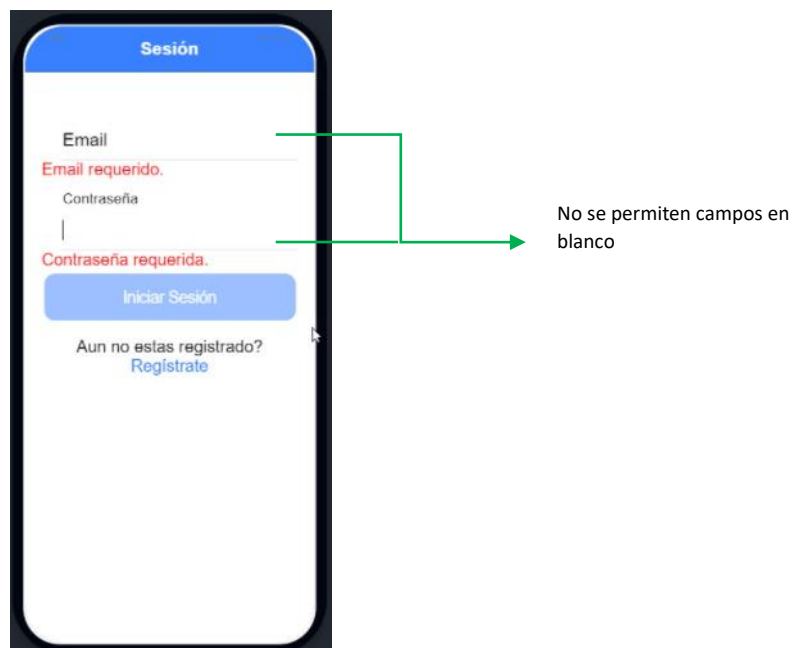 Sesión
Email
Email requerido.
Contraseña
Contraseña requerida.
Iniciar Sesión
Aun no estas registrado?
Regístrate
No se permiten campos en
blanco